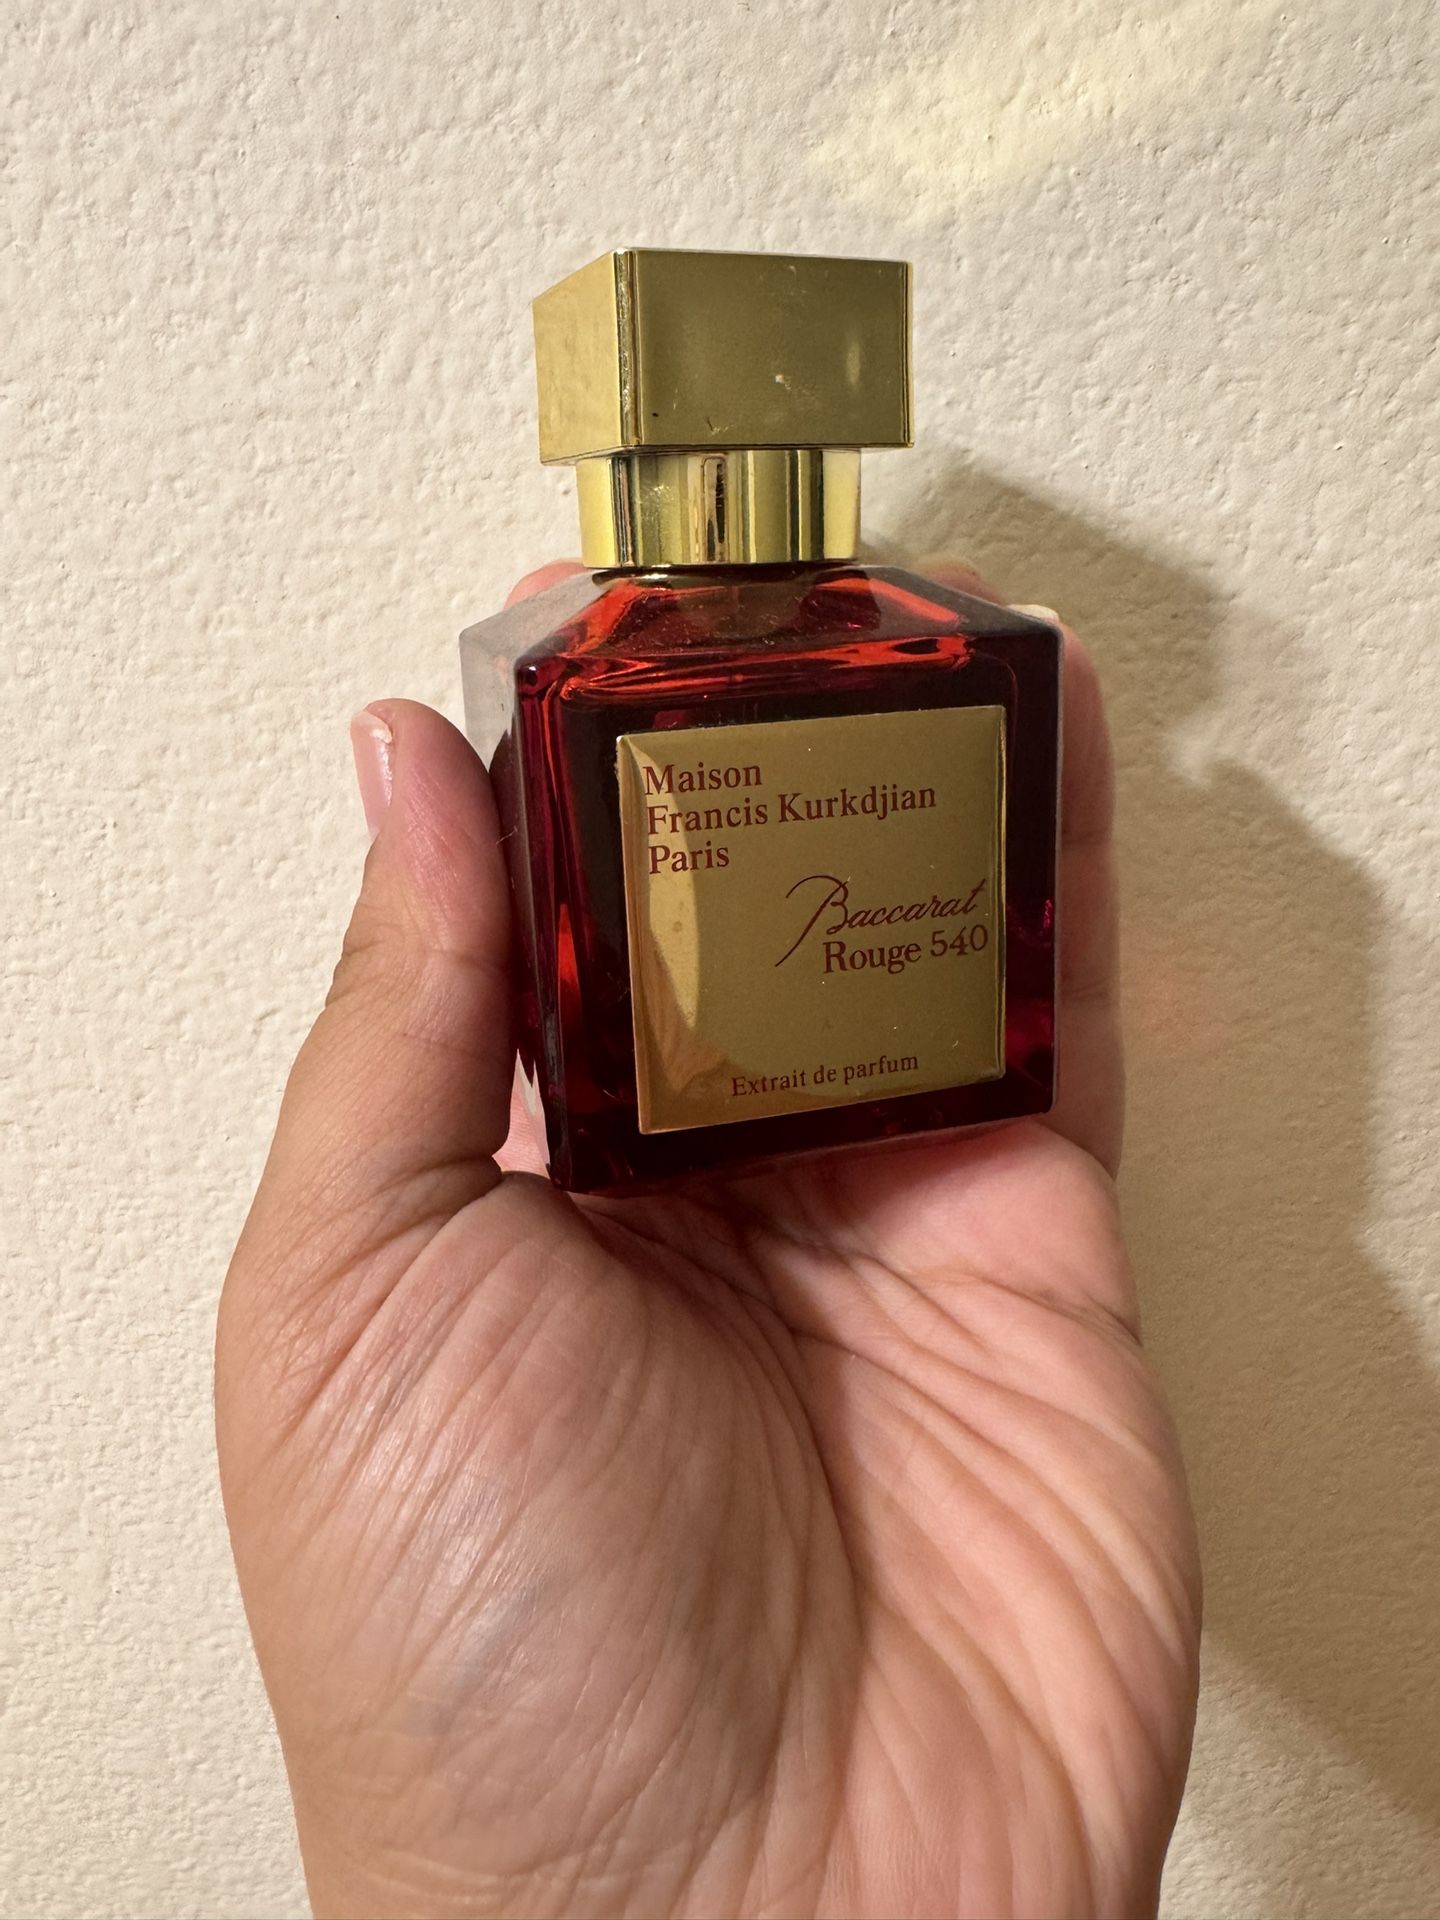 Maison
Francis Kurkdjian
Paris
Baccarat
Rouge 540
Extrait de parfum